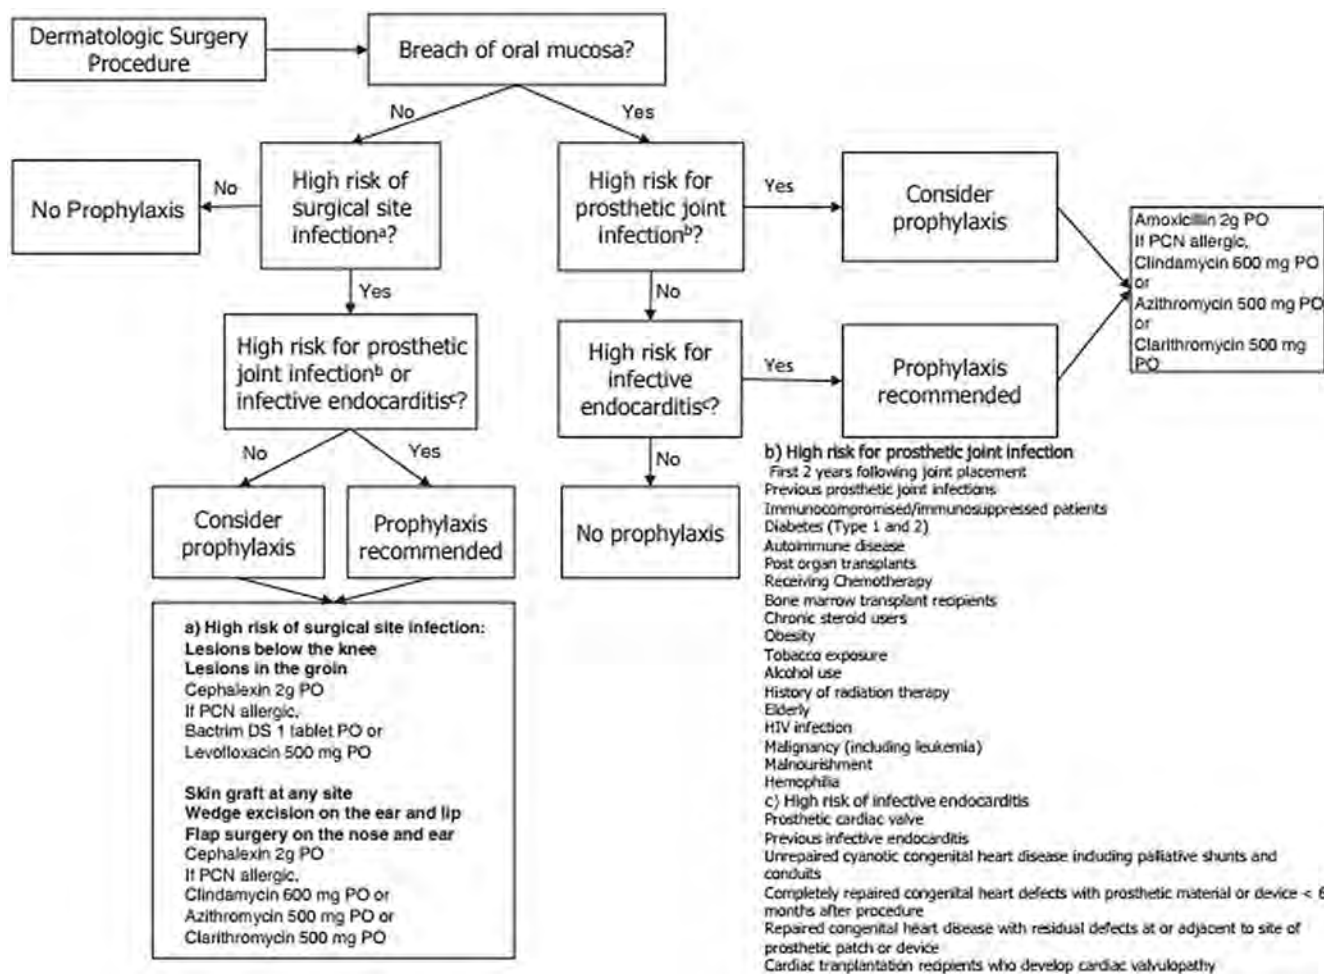 Dermatologic Surgery
Procedure
Breach of oral mucosa?
No
Yes
No Prophylaxis
No
High risk of
surgical site
infectionᵃ?
High risk for
prosthetic joint
infectionᵇ?
Yes
Consider
prophylaxis
Amoxicillin 2g PO
If PCN allergic,
Clindamycin 600 mg PO
or
Azithromycin 500 mg PO
or
Clarithromycin 500 mg
PO
Yes
No
High risk for prosthetic
joint infectionᵇ or
infective endocarditisᶜ?
High risk for
infective
endocarditisᶜ?
Yes
Prophylaxis
recommended
No
Yes
No
Consider
prophylaxis
Prophylaxis
recommended
No prophylaxis
a) High risk of surgical site infection:
Lesions below the knee
Lesions in the groin
Cephalexin 2g PO
If PCN allergic,
Bactrim DS 1 tablet PO or
Levofloxacin 500 mg PO
Skin graft at any site
Wedge excision on the ear and lip
Flap surgery on the nose and ear
Cephalexin 2g PO
If PCN allergic,
Clindamycin 600 mg PO or
Azithromycin 500 mg PO or
Clarithromycin 500 mg PO
b) High risk for prosthetic joint infection
First 2 years following joint placement
Previous prosthetic joint infections
Immunocompromised/immunosuppressed patients
Diabetes (Type 1 and 2)
Autoimmune disease
Post organ transplants
Receiving Chemotherapy
Bone marrow transplant recipients
Chronic steroid users
Obesity
Tobacco exposure
Alcohol use
History of radiation therapy
Elderly
HIV infection
Malignancy (including leukemia)
Malnourishment
Hemophilia
c) High risk of infective endocarditis
Prosthetic cardiac valve
Previous infective endocarditis
Unrepaired cyanotic congenital heart disease including palliative shunts and
conduits
Completely repaired congenital heart defects with prosthetic material or device < 6
months after procedure
Repaired congenital heart disease with residual defects at or adjacent to site of
prosthetic patch or device
Cardiac tranplantation recipients who develop cardiac valvulopathy